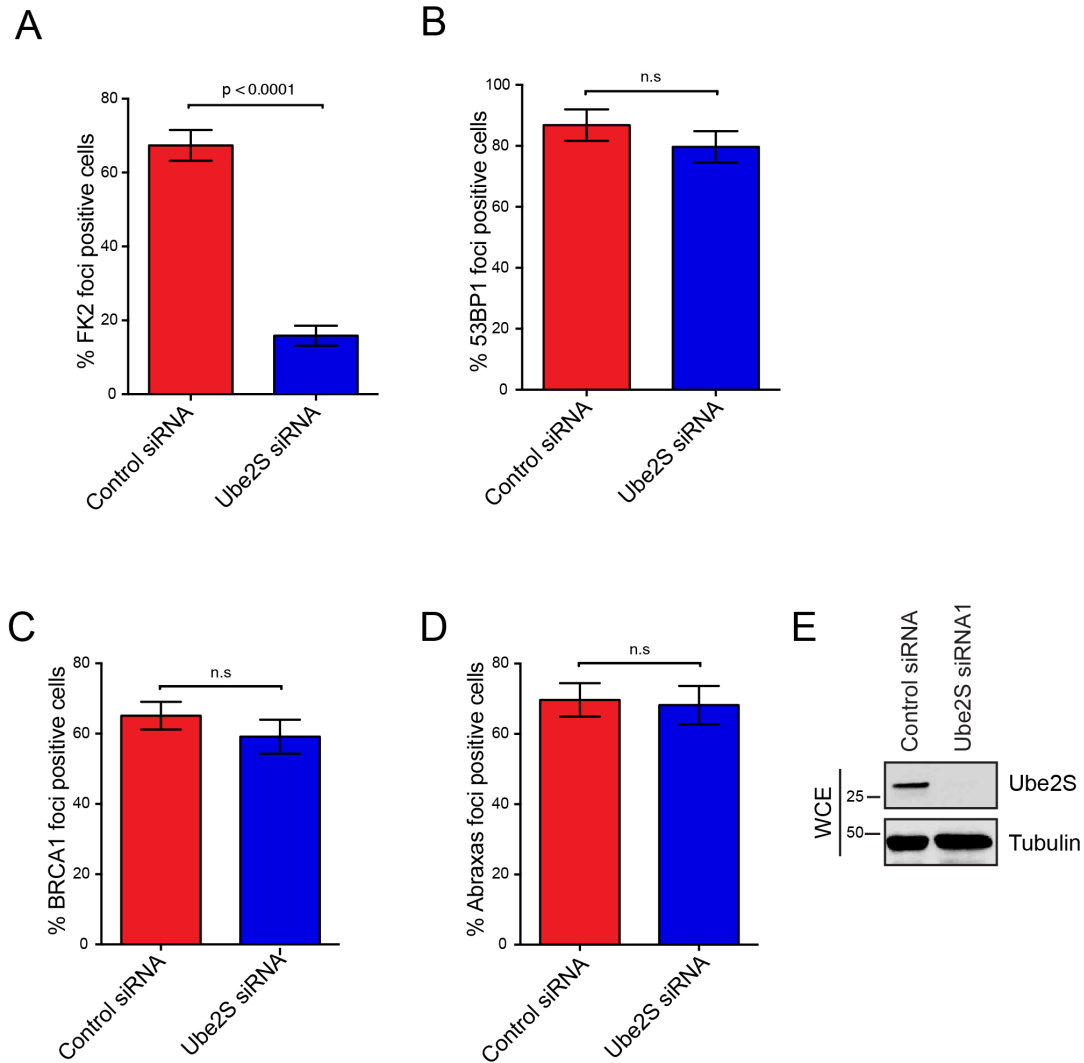 A
p < 0.0001
% FK2 foci positive cells
80
60
40
20
0
Control siRNA
Ube2S siRNA
B
n.s
% 53BP1 foci positive cells
100
80
60
40
20
0
Control siRNA
Ube2S siRNA
C
n.s
% BRCA1 foci positive cells
80
60
40
20
0
Control siRNA
Ube2S siRNA
D
n.s
% Abraxas foci positive cells
80
60
40
20
0
Control siRNA
Ube2S siRNA
E
Control siRNA
Ube2S siRNA1
WCE
25
Ube2S
50
Tubulin